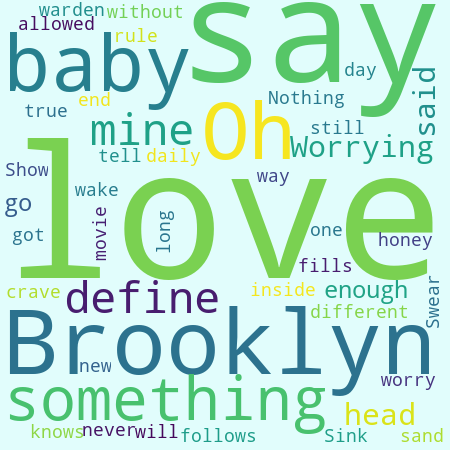 warden
without
say
allowed
rule
baby
day
said
end
Nothing
true
Oh
mine
still
Worrying
tell
daily
love
Show
way
wake
go
movie
long
one
got
honey
fills
crave
define
inside
enough
Swear
different
Brooklyn
new
worry
something
head
knows
never
will
follows
Sink
sand